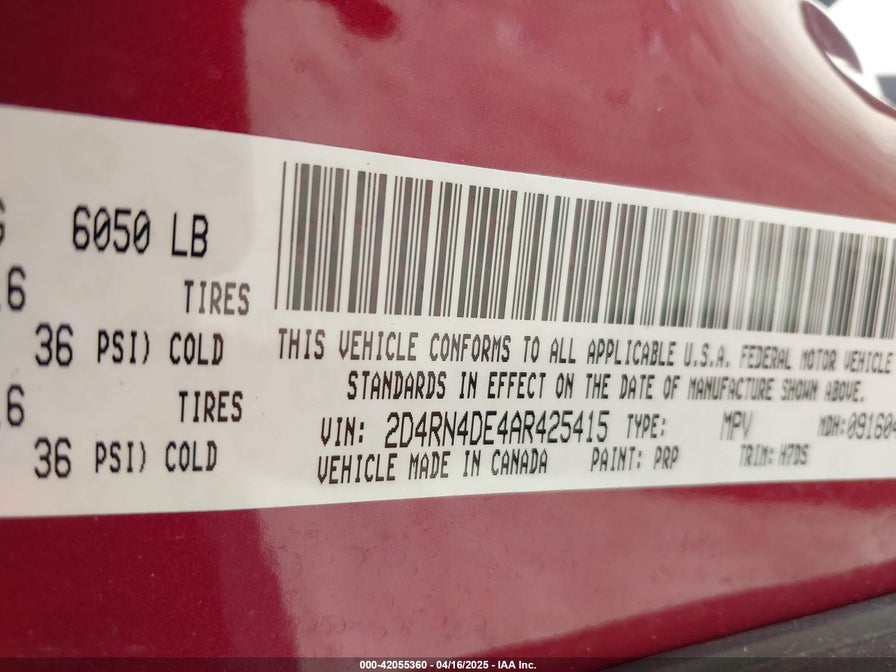 6050 LB
TIRES
36 PSI) COLD
TIRES
36 PSI) COLD
THIS VEHICLE CONFORMS TO ALL APPLICABLE U.S.A. FEDERAL MOTOR VEHICLE
STANDARDS IN EFFECT ON THE DATE OF MANUFACTURE SHOWN ABOVE.
VIN: 2D4RN4DE4AR425415 TYPE: MPV MDH:091604
VEHICLE MADE IN CANADA PAINT: PRP TRIM: H7DS
000-42055360 - 04/16/2025 - IAA Inc.